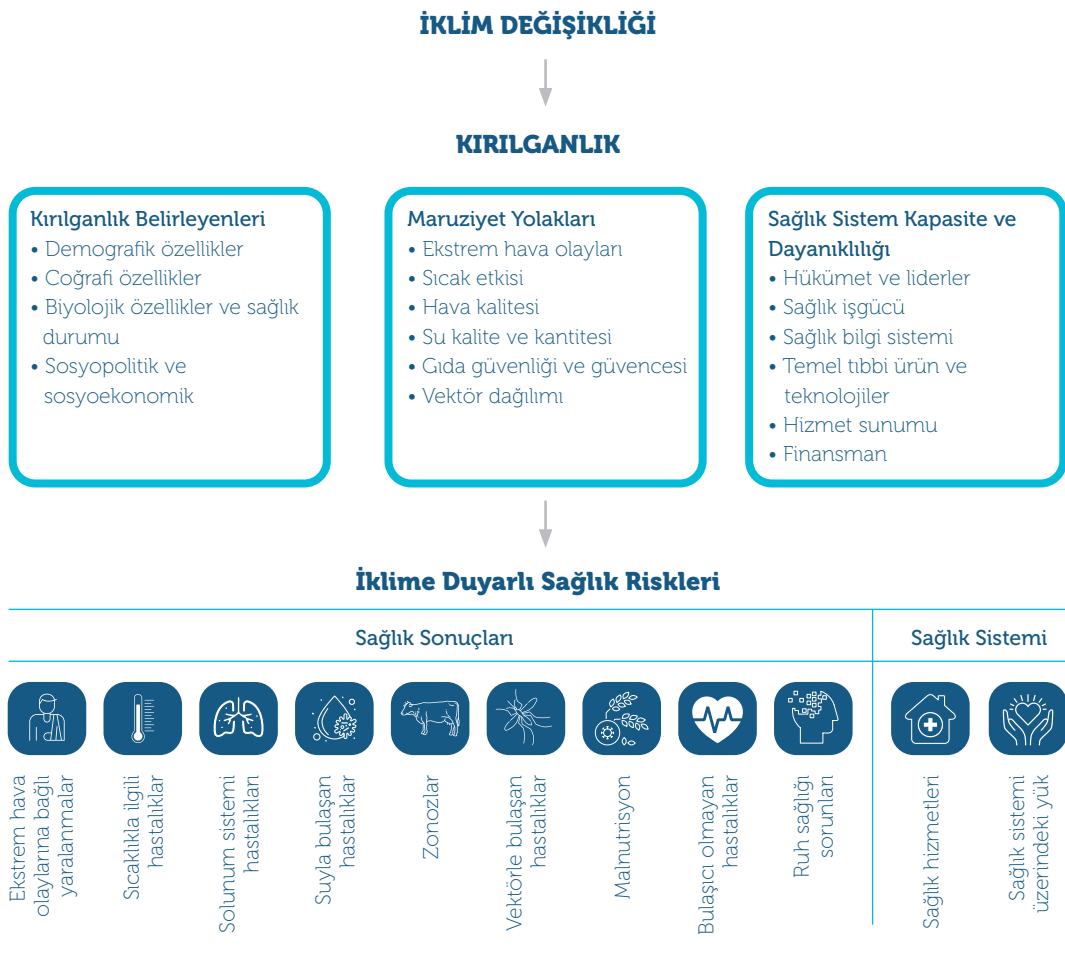 İKLİM DEĞİŞİKLİĞİ
KIRILGANLIK
Kırılganlık Belirleyenleri
• Demografik özellikler
• Coğrafi özellikler
• Biyolojik özellikler ve sağlık
durumu
• Sosyopolitik ve
sosyoekonomik
Maruziyet Yolakları
• Ekstrem hava olayları
• Sıcak etkisi
• Hava kalitesi
• Su kalite ve kantitesi
• Gıda güvenliği ve güvencesi
• Vektör dağılımı
Sağlık Sistem Kapasite ve
Dayanıklılığı
• Hükümet ve liderler
• Sağlık işgücü
• Sağlık bilgi sistemi
• Temel tıbbi ürün ve
teknolojiler
• Hizmet sunumu
• Finansman
İklime Duyarlı Sağlık Riskleri
Sağlık Sonuçları
Sağlık Sistemi
Ekstrem hava
olaylarına bağlı
yaralanmalar
Sıcaklıkla ilgili
hastalıklar
Solunum sistemi
hastalıkları
Suyla bulaşan
hastalıklar
Zonozlar
Vektörle bulaşan
hastalıklar
Malnutrisyon
Bulaşıcı olmayan
hastalıklar
Ruh sağlığı
sorunları
Sağlık hizmetleri
Sağlık sistemi
üzerindeki yük